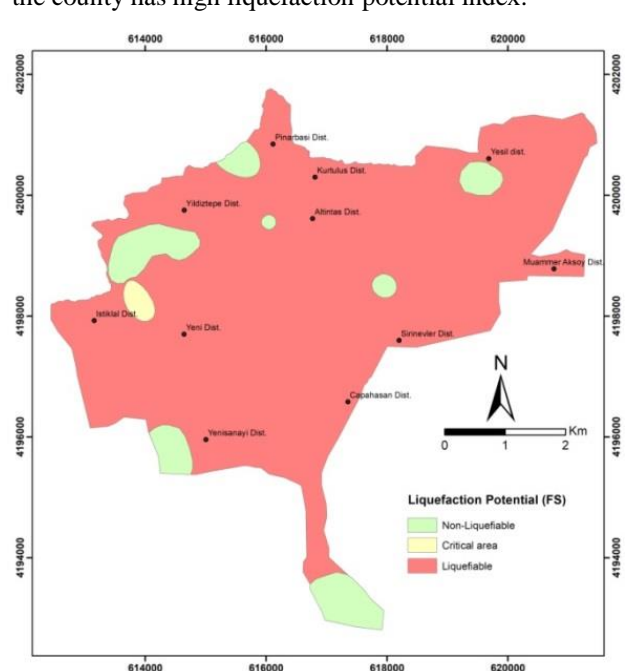 the county has high liquefaction potential index.
614000 616000 618000 620000
4202000 4202000
Pinarbasi Dist.
Yesil dist.
Kurtulus Dist.
4200000 4200000
Yildiztepe Dist.
Altintas Dist.
Muammer Aksoy Dist.
4198000 4198000
Istiklal Dist.
Yeni Dist.
Sirinevler Dist.
N
Capahasan Dist.
Yenisanayi Dist.
4196000 4196000
Km
0 1 2
Liquefaction Potential (FS)
Non-Liquefiable
Critical area
Liquefiable
4194000 4194000
614000 616000 618000 620000